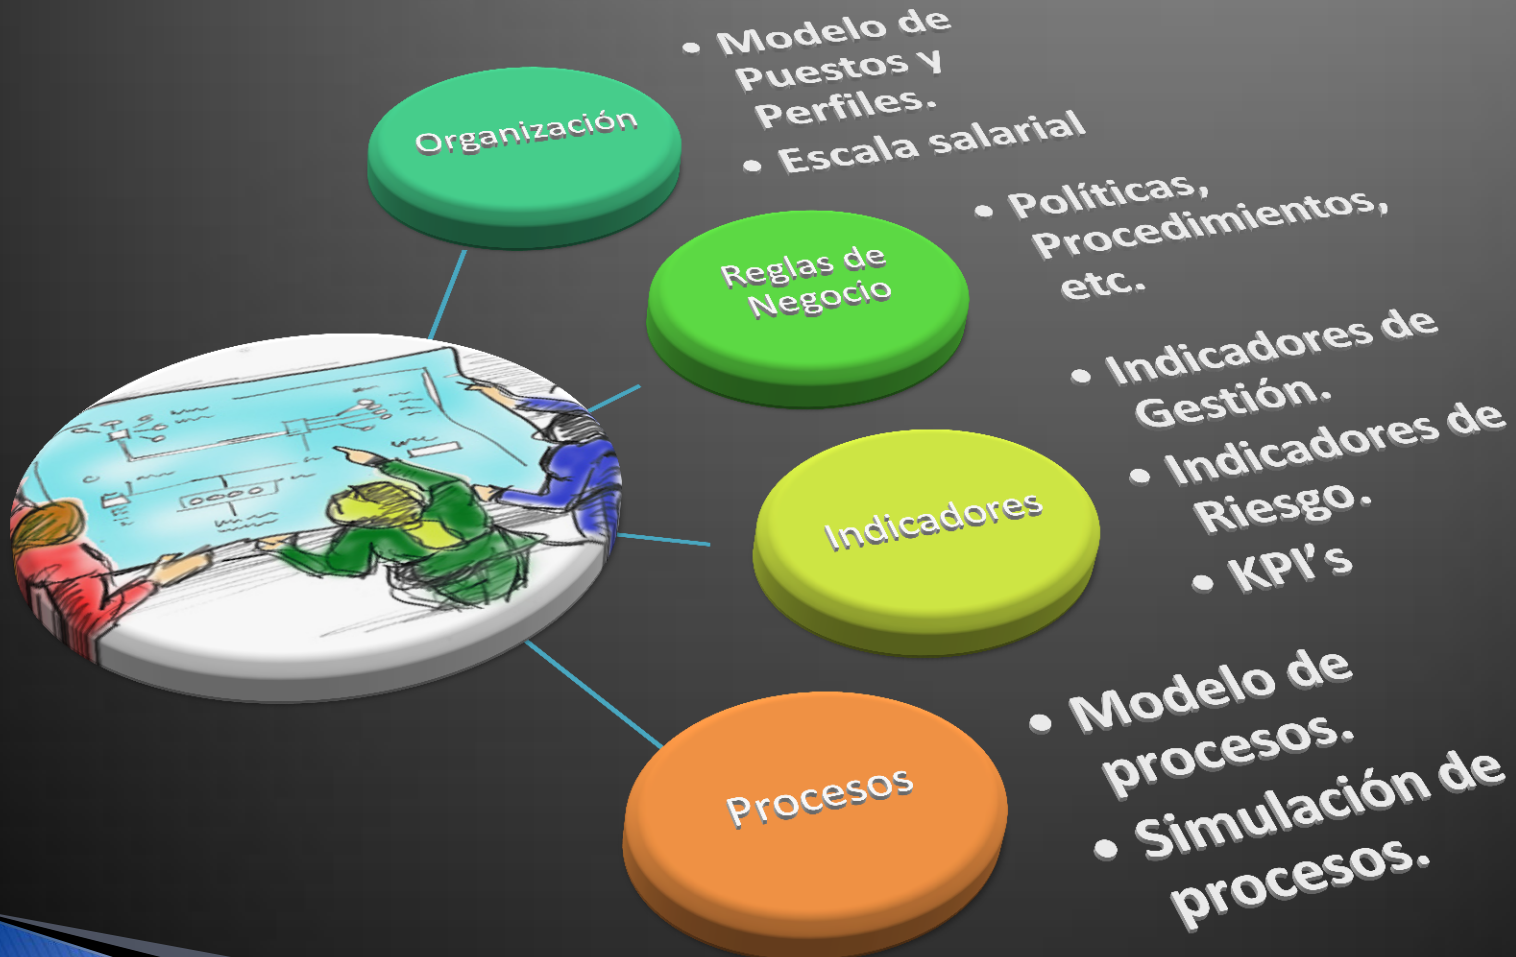 Organización
• Modelo de
Puestos y
Perfiles.
• Escala salarial
Reglas de
Negocio
• Políticas,
Procedimientos,
etc.
Indicadores
• Indicadores de
Gestión.
• Indicadores de
Riesgo.
• KPI’s
Procesos
• Modelo de
procesos.
• Simulación de
procesos.